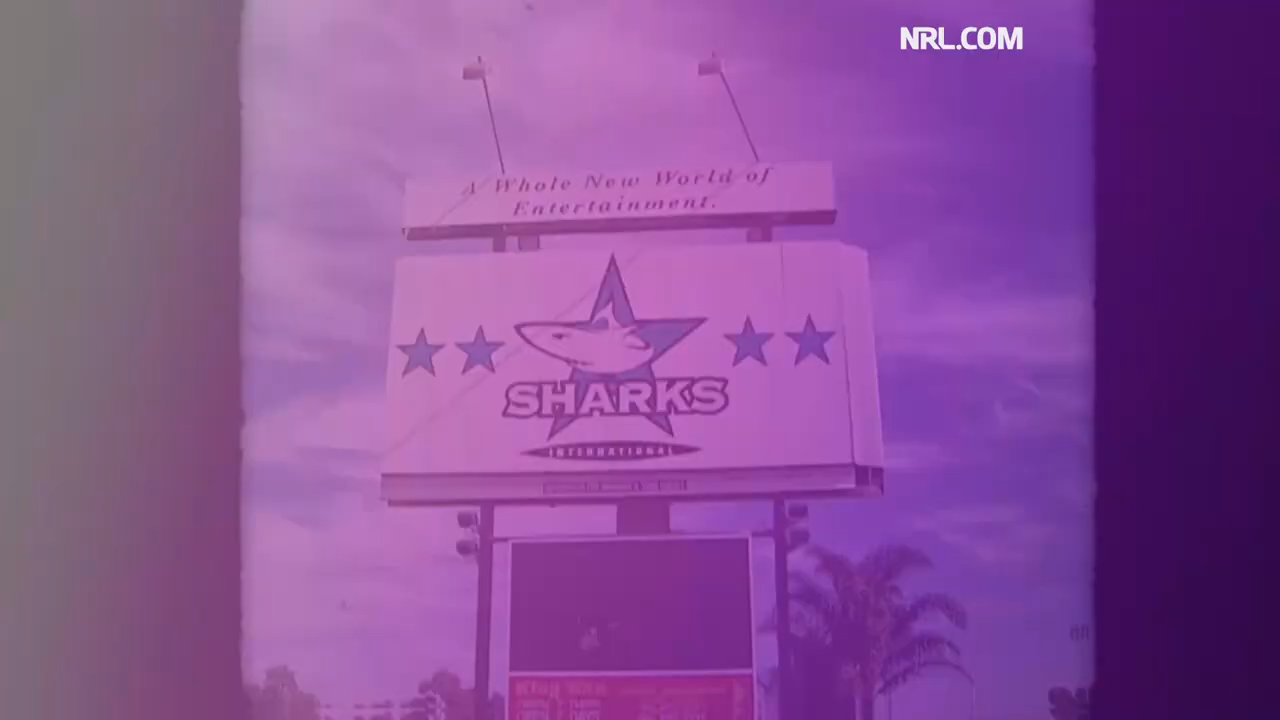 NRL.COM
A Whole New World of
Entertainment.
SHARKS
INTERNATIONAL